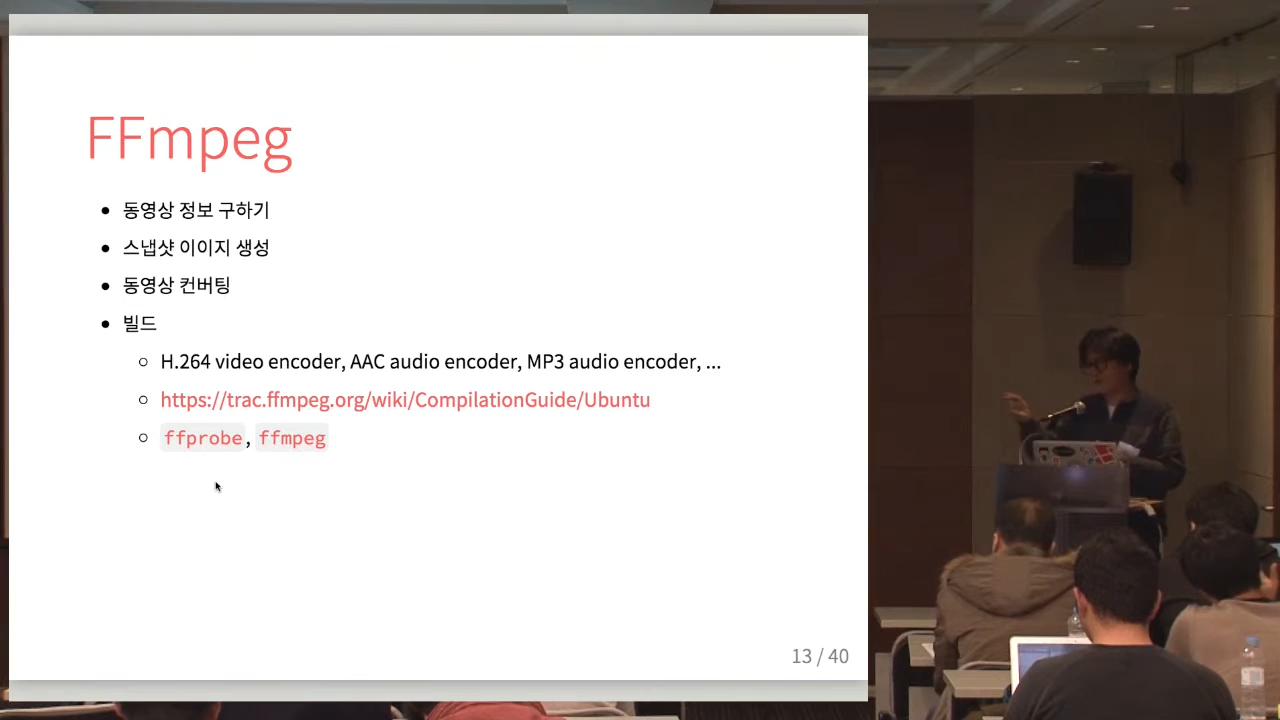 FFmpeg
동영상 정보 구하기
스냅샷 이이지 생성
동영상 컨버팅
빌드
H.264 video encoder, AAC audio encoder, MP3 audio encoder, ...
https://trac.ffmpeg.org/wiki/CompilationGuide/Ubuntu
ffprobe, ffmpeg
13 / 40